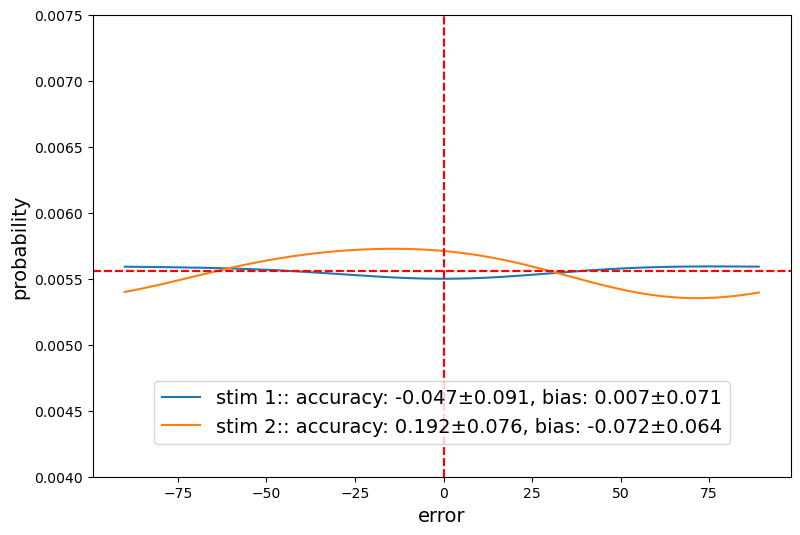 0.0075
0.0070
0.0065
0.0060
0.0055
0.0050
0.0045
0.0040
probability
stim 1:: accuracy: -0.047±0.091, bias: 0.007±0.071
stim 2:: accuracy: 0.192±0.076, bias: -0.072±0.064
−75 −50 −25 0 25 50 75
error